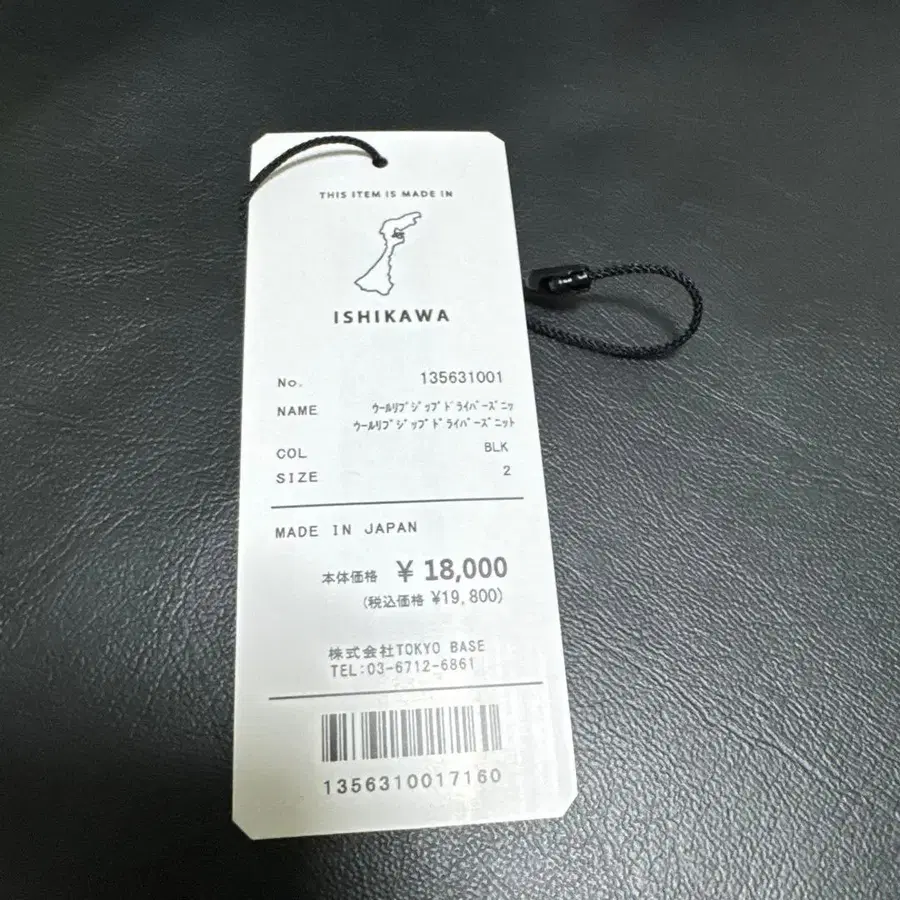 THIS ITEM IS MADE IN
ISHIKAWA
No. 135631001
NAME ｳｰﾙﾘﾌﾞｼﾞｯﾌﾟﾄﾞﾗｲﾊﾞｰｽﾞﾆｯ
ｳｰﾙﾘﾌﾞｼﾞｯﾌﾟﾄﾞﾗｲﾊﾞｰｽﾞﾆｯﾄ
COL BLK
SIZE 2
MADE IN JAPAN
本体価格 ¥ 18,000
(税込価格 ¥19,800)
株式会社TOKYO BASE
TEL:03-6712-6861
1356310017160